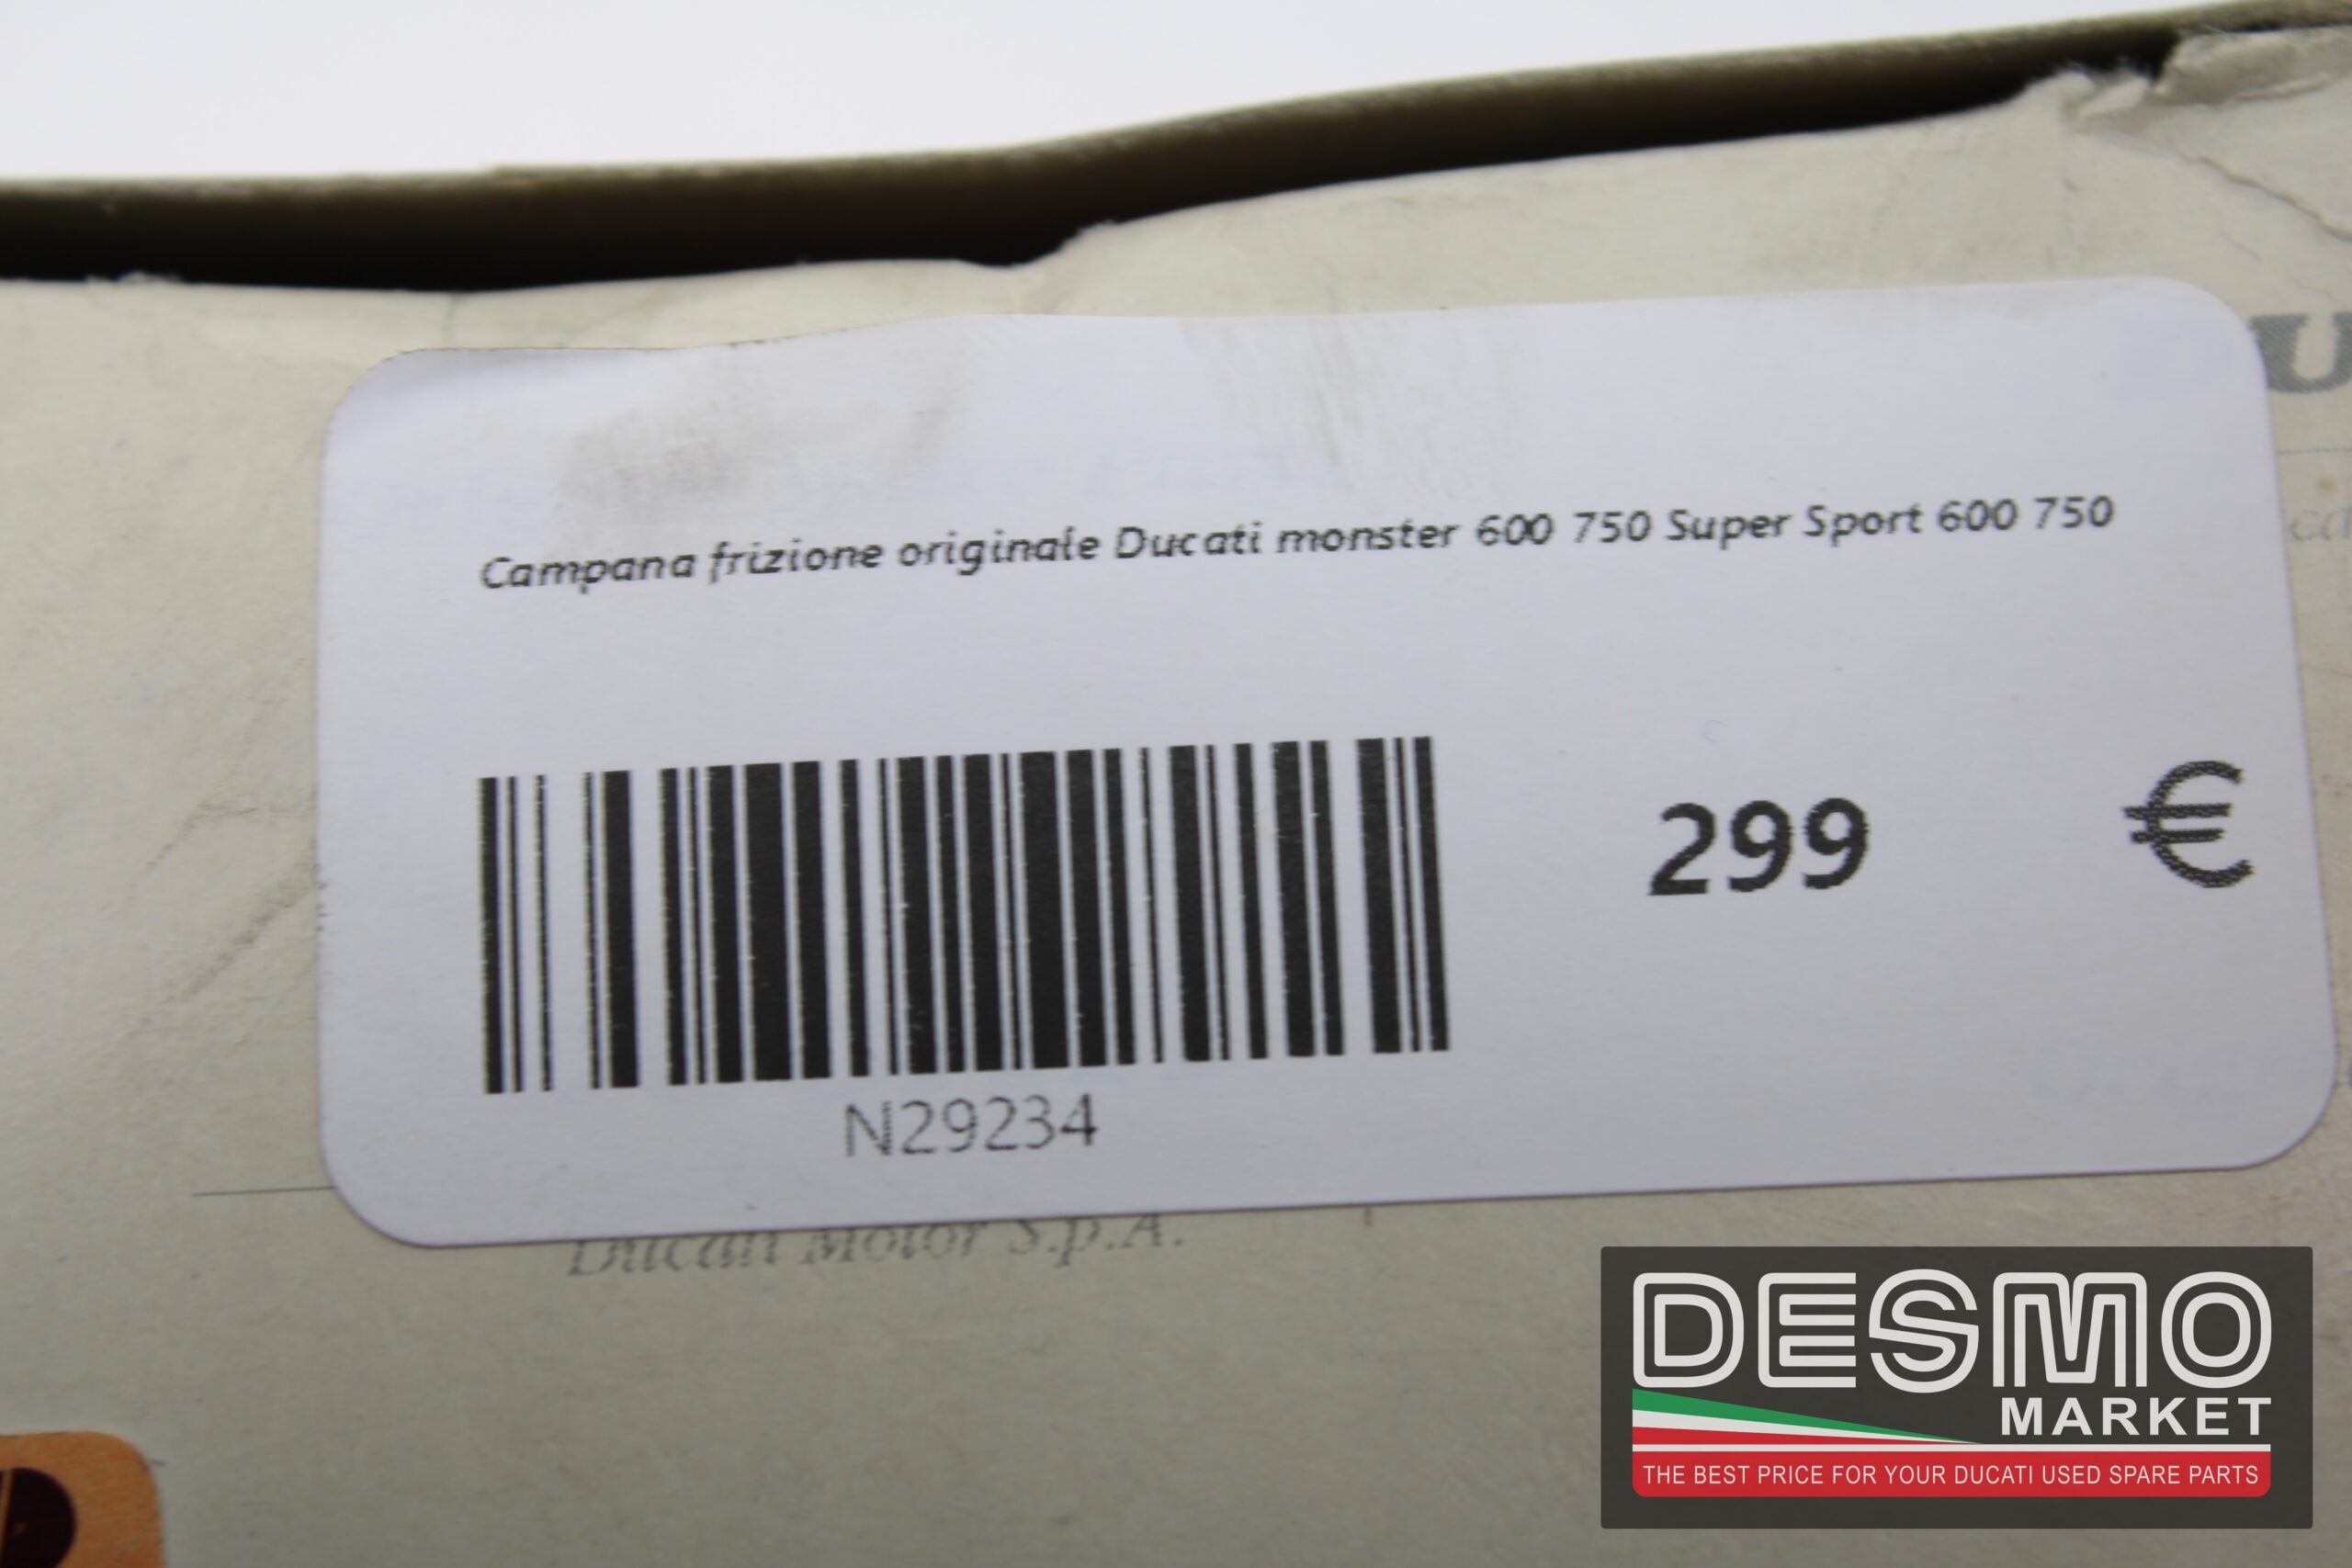 U
Campana frizione originale Ducati monster 600 750 Super Sport 600 750
299 €
N29234
Ducati Motor S.p.A.
DESMO
MARKET
THE BEST PRICE FOR YOUR DUCATI USED SPARE PARTS